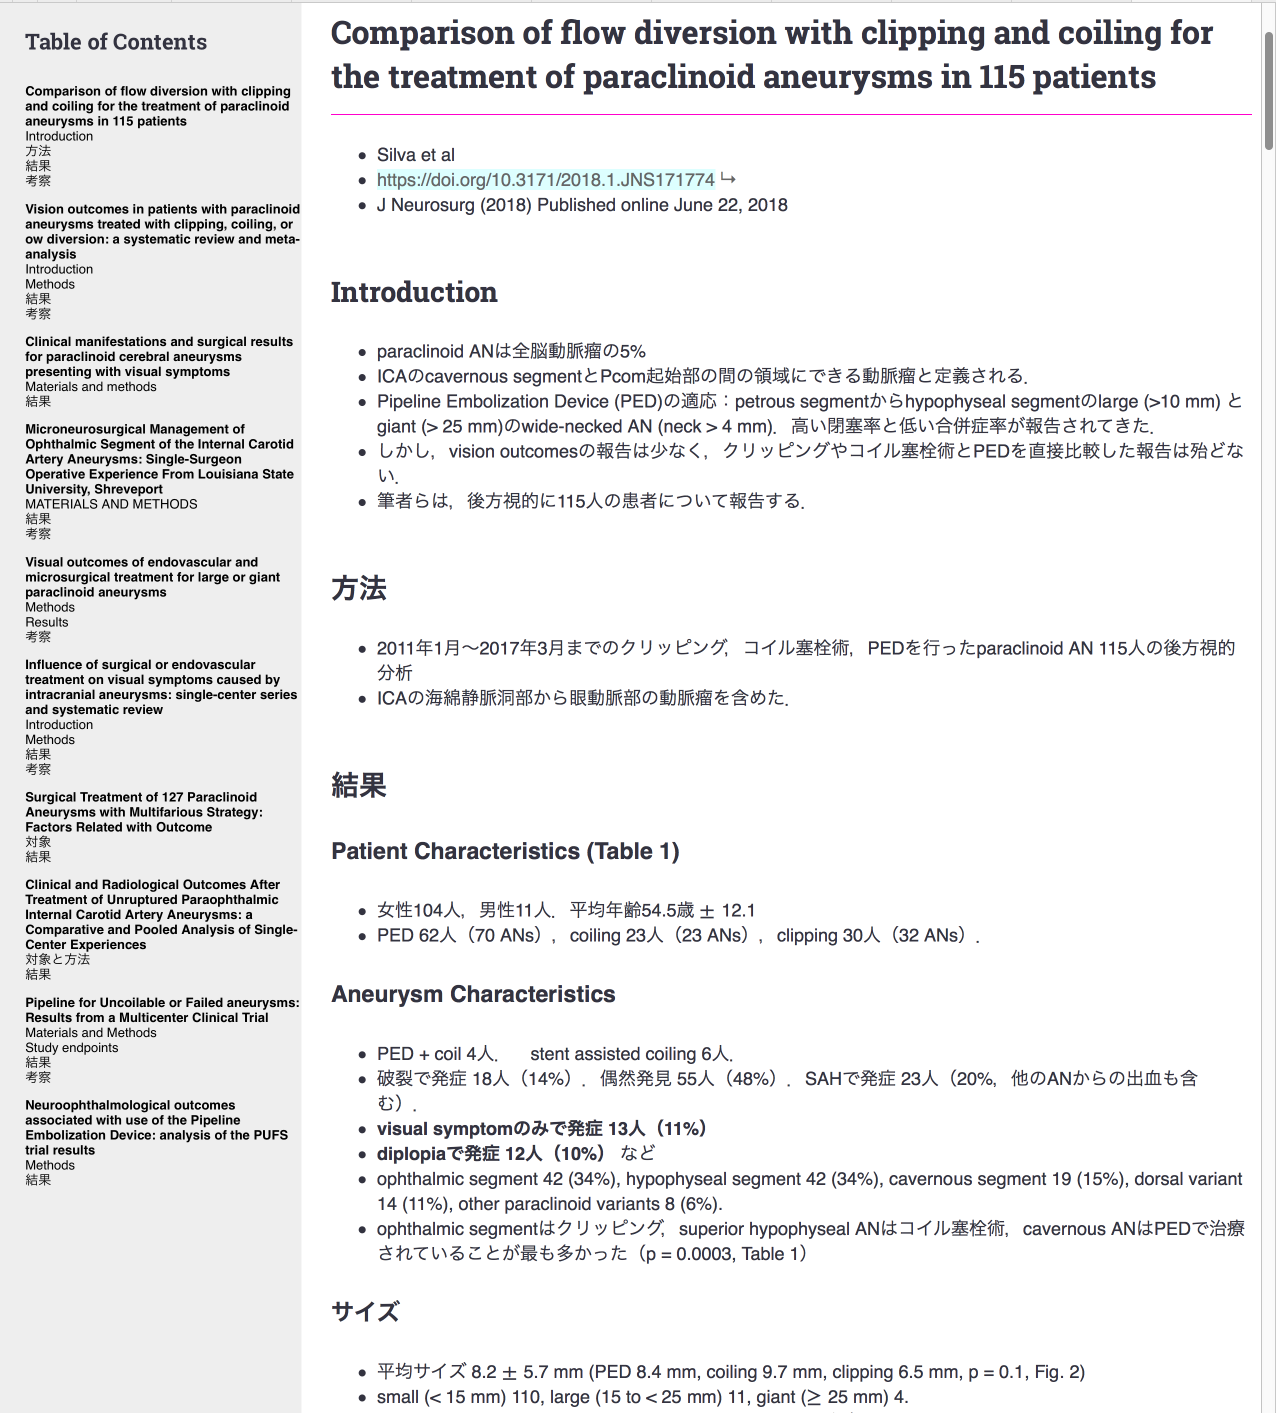 Table of Contents
Comparison of flow diversion with clipping
and coiling for the treatment of paraclinoid
aneurysms in 115 patients
Introduction
方法
結果
考察
Vision outcomes in patients with paraclinoid
aneurysms treated with clipping, coiling, or
ow diversion: a systematic review and meta-
analysis
Introduction
Methods
結果
考察
Clinical manifestations and surgical results
for paraclinoid cerebral aneurysms
presenting with visual symptoms
Materials and methods
結果
Microneurosurgical Management of
Ophthalmic Segment of the Internal Carotid
Artery Aneurysms: Single-Surgeon
Operative Experience From Louisiana State
University, Shreveport
MATERIALS AND METHODS
結果
考察
Visual outcomes of endovascular and
microsurgical treatment for large or giant
paraclinoid aneurysms
Methods
Results
考察
Influence of surgical or endovascular
treatment on visual symptoms caused by
intracranial aneurysms: single-center series
and systematic review
Introduction
Methods
結果
考察
Surgical Treatment of 127 Paraclinoid
Aneurysms with Multifarious Strategy:
Factors Related with Outcome
対象
結果
Clinical and Radiological Outcomes After
Treatment of Unruptured Paraophthalmic
Internal Carotid Artery Aneurysms: a
Comparative and Pooled Analysis of Single-
Center Experiences
対象と方法
結果
Pipeline for Uncoilable or Failed aneurysms:
Results from a Multicenter Clinical Trial
Materials and Methods
Study endpoints
結果
考察
Neuroophthalmological outcomes
associated with use of the Pipeline
Embolization Device: analysis of the PUFS
trial results
Methods
結果
Comparison of flow diversion with clipping and coiling for
the treatment of paraclinoid aneurysms in 115 patients
• Silva et al
• https://doi.org/10.3171/2018.1.JNS171774 ↪
• J Neurosurg (2018) Published online June 22, 2018
Introduction
• paraclinoid ANは全脳動脈瘤の5%
• ICAのcavernous segmentとPcom起始部の間の領域にできる動脈瘤と定義される．
• Pipeline Embolization Device (PED)の適応：petrous segmentからhypophyseal segmentのlarge (>10 mm) と
giant (> 25 mm)のwide-necked AN (neck > 4 mm)．高い閉塞率と低い合併症率が報告されてきた．
• しかし，vision outcomesの報告は少なく，クリッピングやコイル塞栓術とPEDを直接比較した報告は殆どな
い．
• 筆者らは，後方視的に115人の患者について報告する．
方法
• 2011年1月〜2017年3月までのクリッピング，コイル塞栓術，PEDを行ったparaclinoid AN 115人の後方視的
分析
• ICAの海綿静脈洞部から眼動脈部の動脈瘤を含めた．
結果
Patient Characteristics (Table 1)
• 女性104人，男性11人．平均年齢54.5歳 ± 12.1
• PED 62人（70 ANs），coiling 23人（23 ANs），clipping 30人（32 ANs）．
Aneurysm Characteristics
• PED + coil 4人．　stent assisted coiling 6人．
• 破裂で発症 18人（14%）．偶然発見 55人（48%）．SAHで発症 23人（20%，他のANからの出血も含
む）．
• visual symptomのみで発症 13人（11%）
• diplopiaで発症 12人（10%） など
• ophthalmic segment 42 (34%), hypophyseal segment 42 (34%), cavernous segment 19 (15%), dorsal variant
14 (11%), other paraclinoid variants 8 (6%).
• ophthalmic segmentはクリッピング，superior hypophyseal ANはコイル塞栓術，cavernous ANはPEDで治療
されていることが最も多かった（p = 0.0003, Table 1）
サイズ
• 平均サイズ 8.2 ± 5.7 mm (PED 8.4 mm, coiling 9.7 mm, clipping 6.5 mm, p = 0.1, Fig. 2)
• small (< 15 mm) 110, large (15 to < 25 mm) 11, giant (≥ 25 mm) 4.